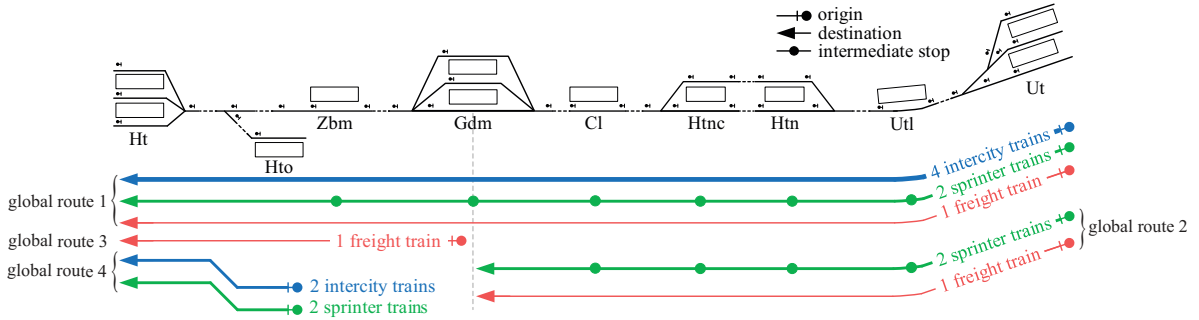 origin
destination
intermediate stop
Ut
Zbm
Gdm
Cl
Htnc
Htn
Utl
Ht
Hto
4 intercity trains
2 sprinter trains
global route 1
1 freight train
global route 3
1 freight train
2 sprinter trains
global route 2
global route 4
1 freight train
2 intercity trains
2 sprinter trains